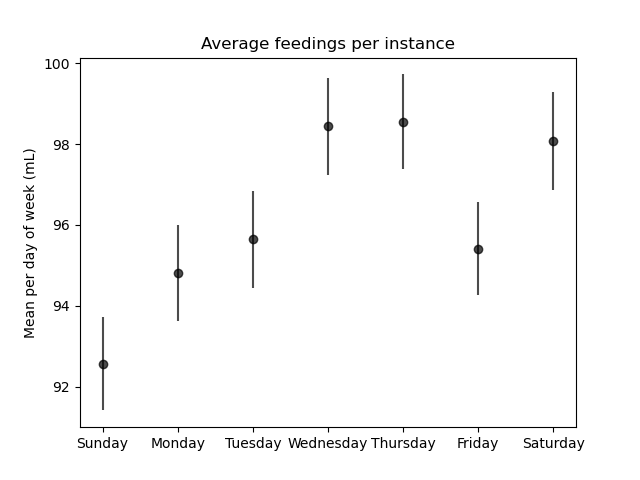 Average feedings per instance
Mean per day of week (mL)
100
98
96
94
92
Sunday Monday Tuesday Wednesday Thursday Friday Saturday